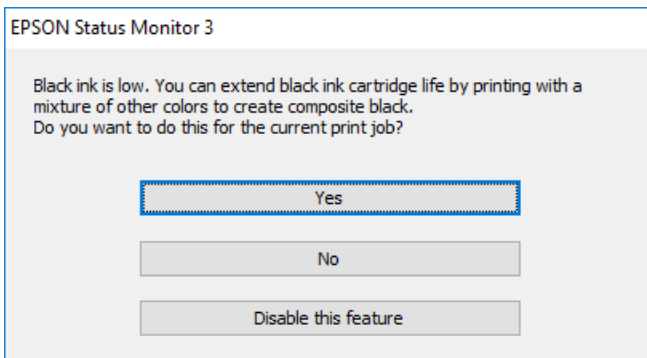 EPSON Status Monitor 3
Black ink is low. You can extend black ink cartridge life by printing with a
mixture of other colors to create composite black.
Do you want to do this for the current print job?
Yes
No
Disable this feature